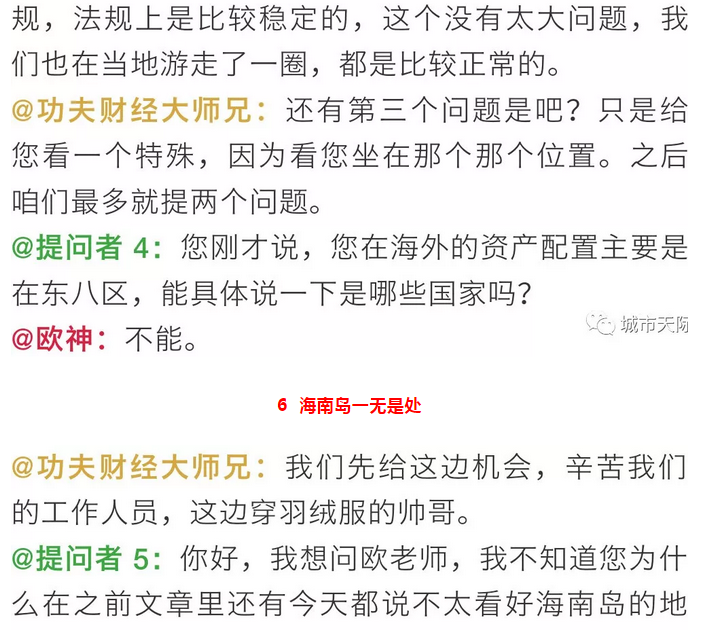 规，法规上是比较稳定的，这个没有太大问题，我
们也在当地游走了一圈，都是比较正常的。
@功夫财经大师兄：还有第三个问题是吧？只是给
您看一个特殊，因为看您坐在那个那个位置。之后
咱们最多就提两个问题。
@提问者 4：您刚才说，您在海外的资产配置主要是
在东八区，能具体说一下是哪些国家吗？
@欧神：不能。
城市天际
6 海南岛一无是处
@功夫财经大师兄：我们先给这边机会，辛苦我们
的工作人员，这边穿羽绒服的帅哥。
@提问者 5：你好，我想问欧老师，我不知道您为什
么在之前文章里还有今天都说不太看好海南岛的地